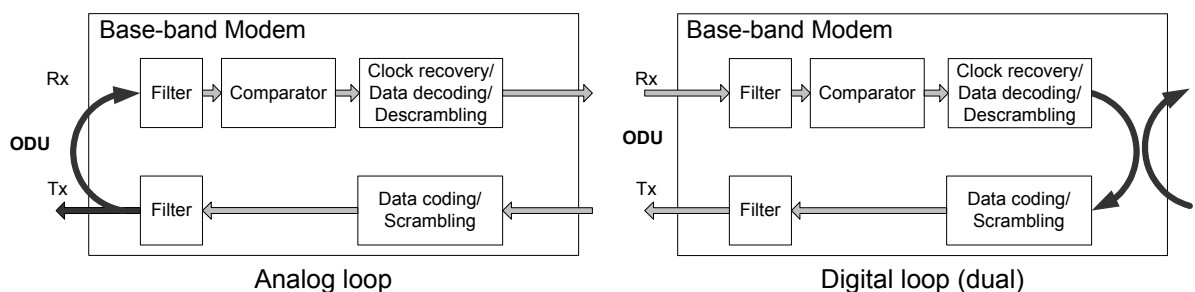 Base-band Modem
Rx
Filter
Comparator
Clock recovery/
Data decoding/
Descrambling
ODU
Tx
Filter
Data coding/
Scrambling
Analog loop
Base-band Modem
Rx
Filter
Comparator
Clock recovery/
Data decoding/
Descrambling
ODU
Tx
Filter
Data coding/
Scrambling
Digital loop (dual)